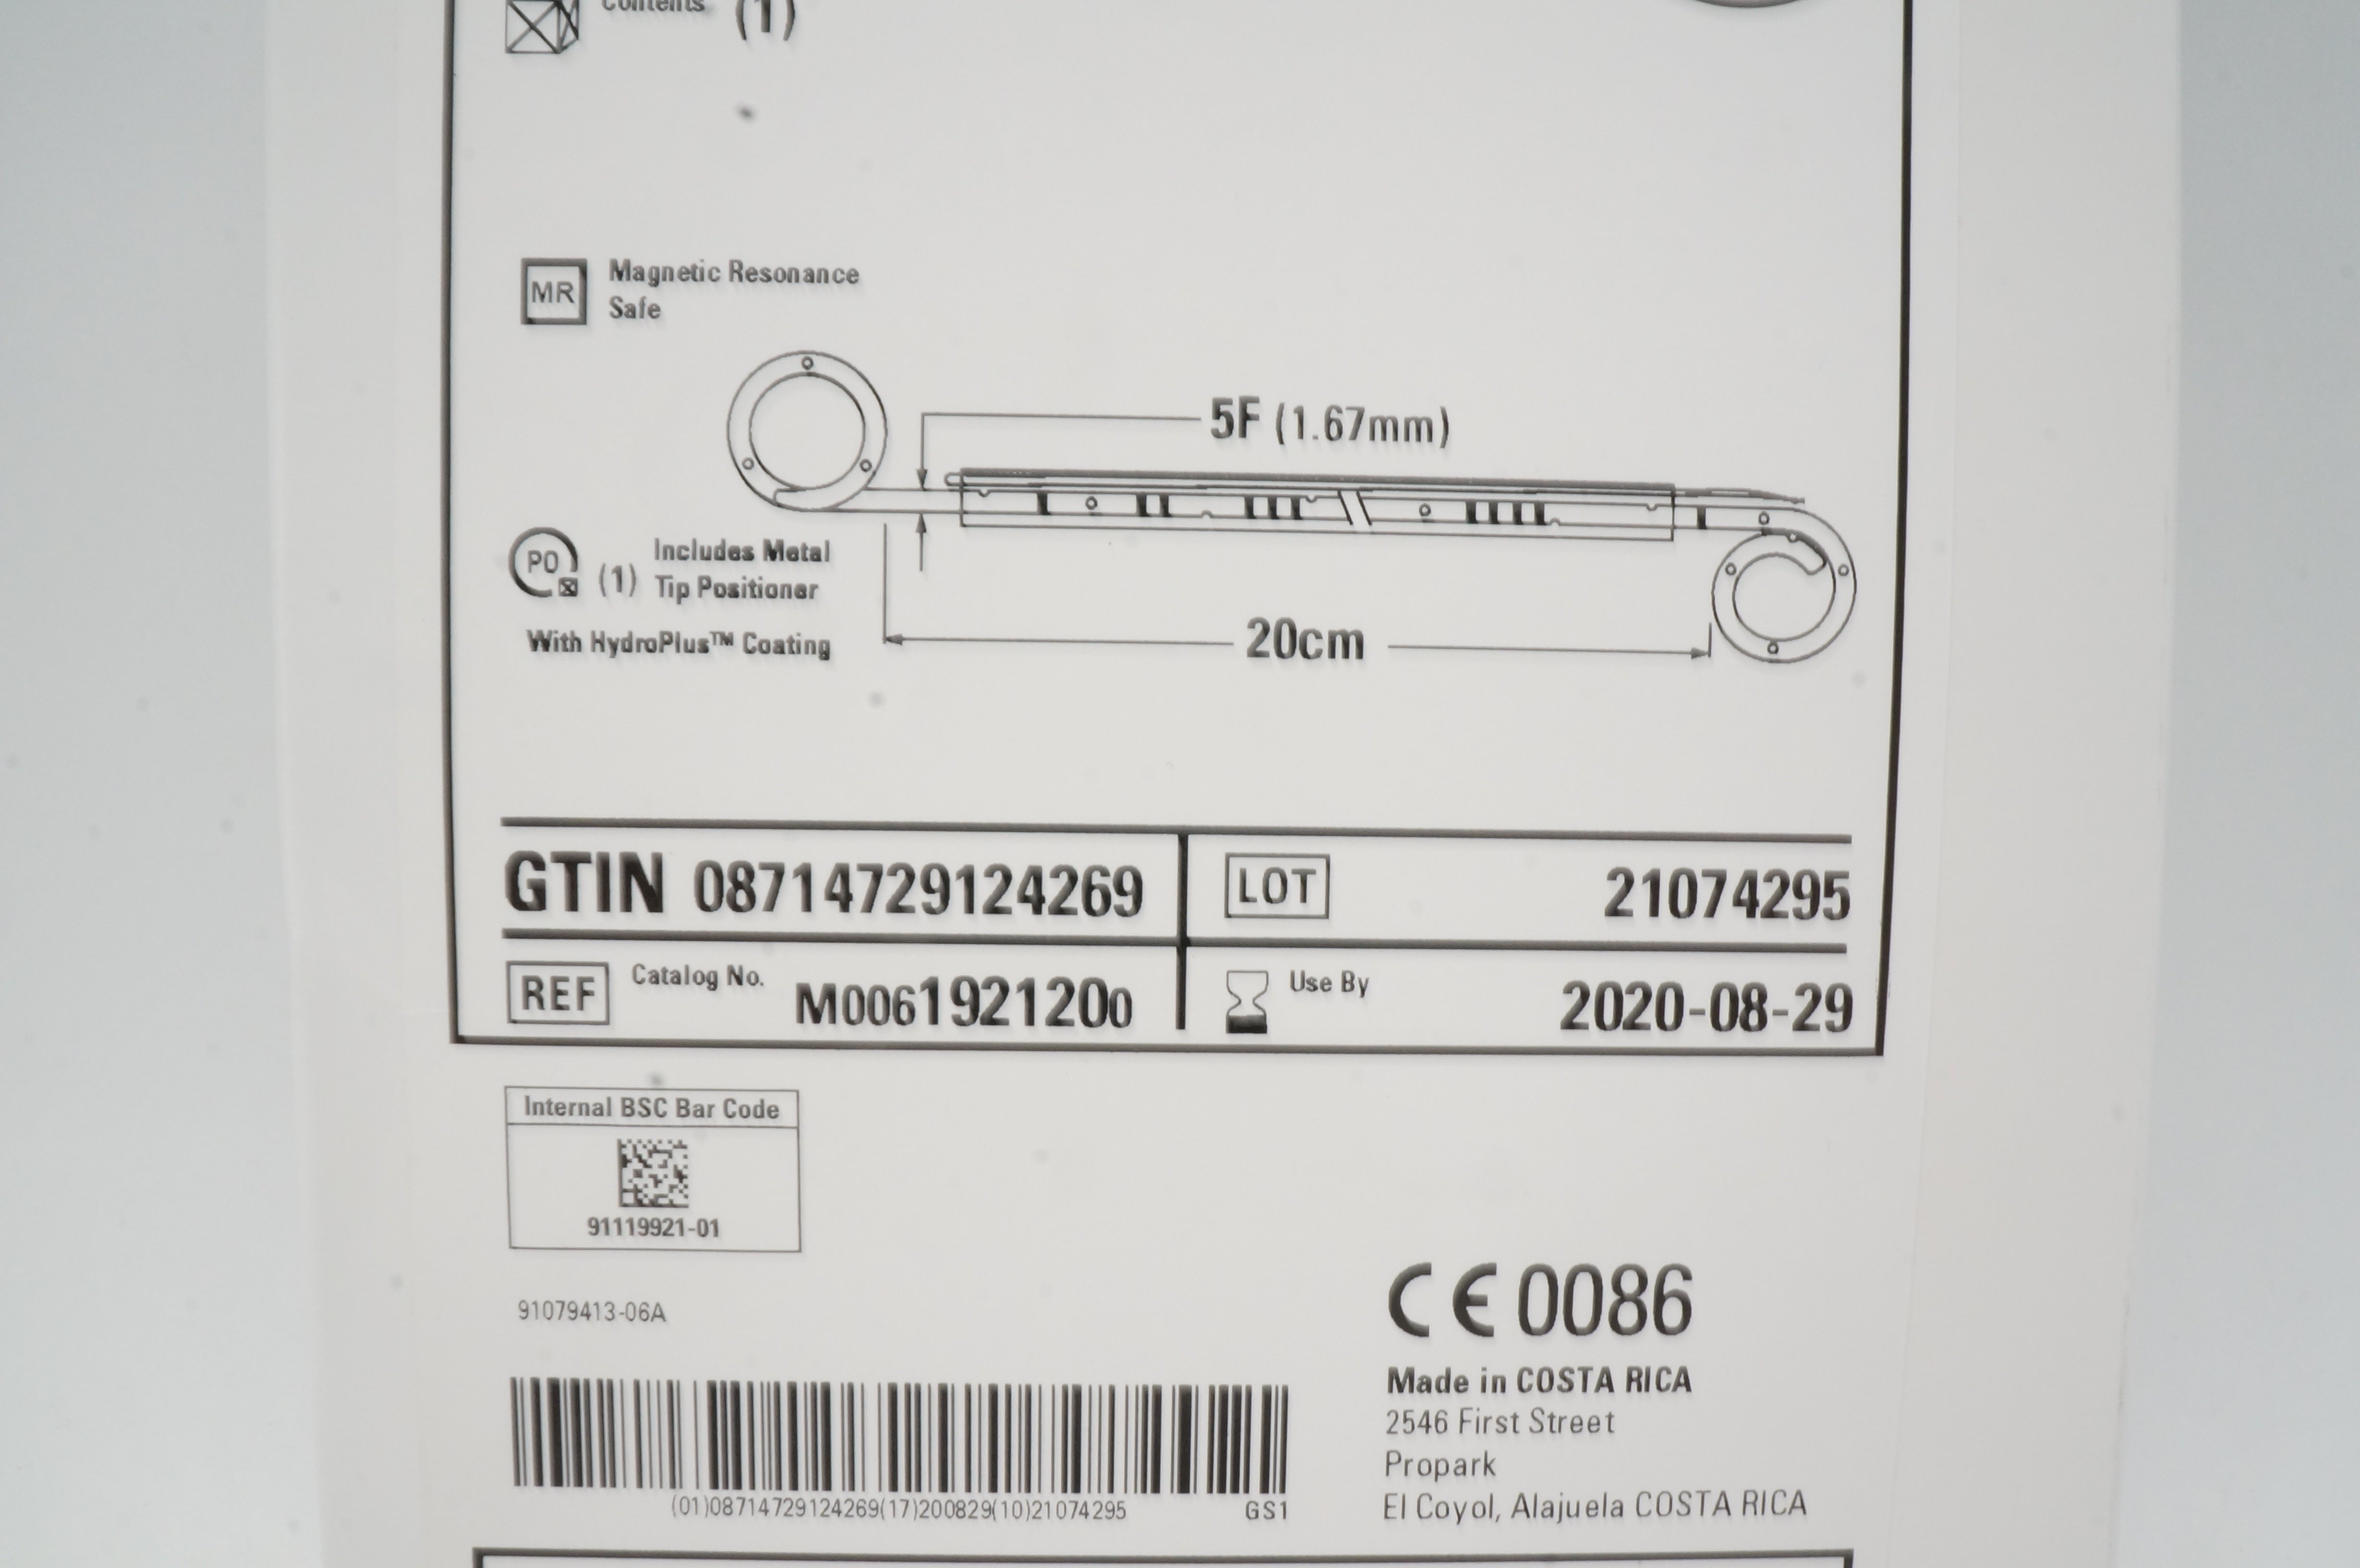 Contents (1)
MR Magnetic Resonance
Safe
5F (1.67mm)
PO (1) Includes Metal
Tip Positioner
With HydroPlus™ Coating
20cm
GTIN 08714729124269
LOT 21074295
REF Catalog No. M0061921200
Use By 2020-08-29
Internal BSC Bar Code
91119921-01
91079413-06A
CE 0086
Made in COSTA RICA
2546 First Street
Propark
El Coyol, Alajuela COSTA RICA
(01)08714729124269(17)200829(10)21074295 GS1